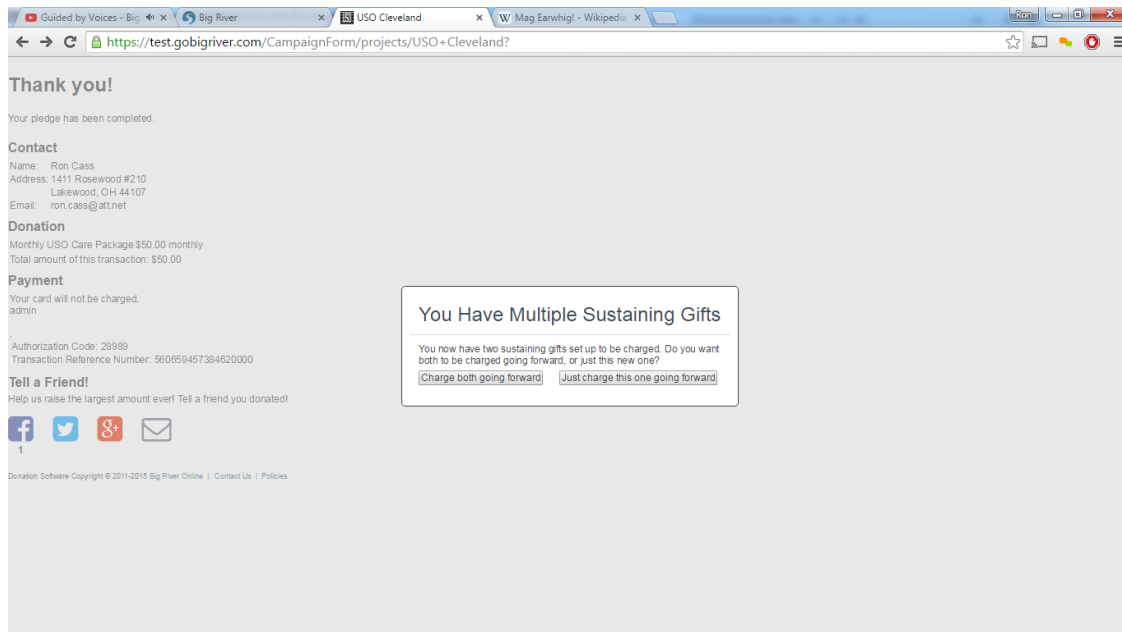 Guided by Voices - Big
Big River
USO Cleveland
Mag Earwhig! - Wikipedia
Ron
https://test.gobigriver.com/CampaignForm/projects/USO+Cleveland?
Thank you!
Your pledge has been completed.
Contact
Name: Ron Cass
Address: 1411 Rosewood #210
Lakewood, OH 44107
Email: ron.cass@att.net
Donation
Monthly USO Care Package $50.00 monthly
Total amount of this transaction: $50.00
Payment
Your card will not be charged.
admin
.
Authorization Code: 28989
Transaction Reference Number: 560659457384620000
Tell a Friend!
Help us raise the largest amount ever! Tell a friend you donated!
1
Donation Software Copyright © 2011-2015 Big River Online | Contact Us | Policies
You Have Multiple Sustaining Gifts
You now have two sustaining gifts set up to be charged. Do you want
both to be charged going forward, or just this new one?
Charge both going forward
Just charge this one going forward